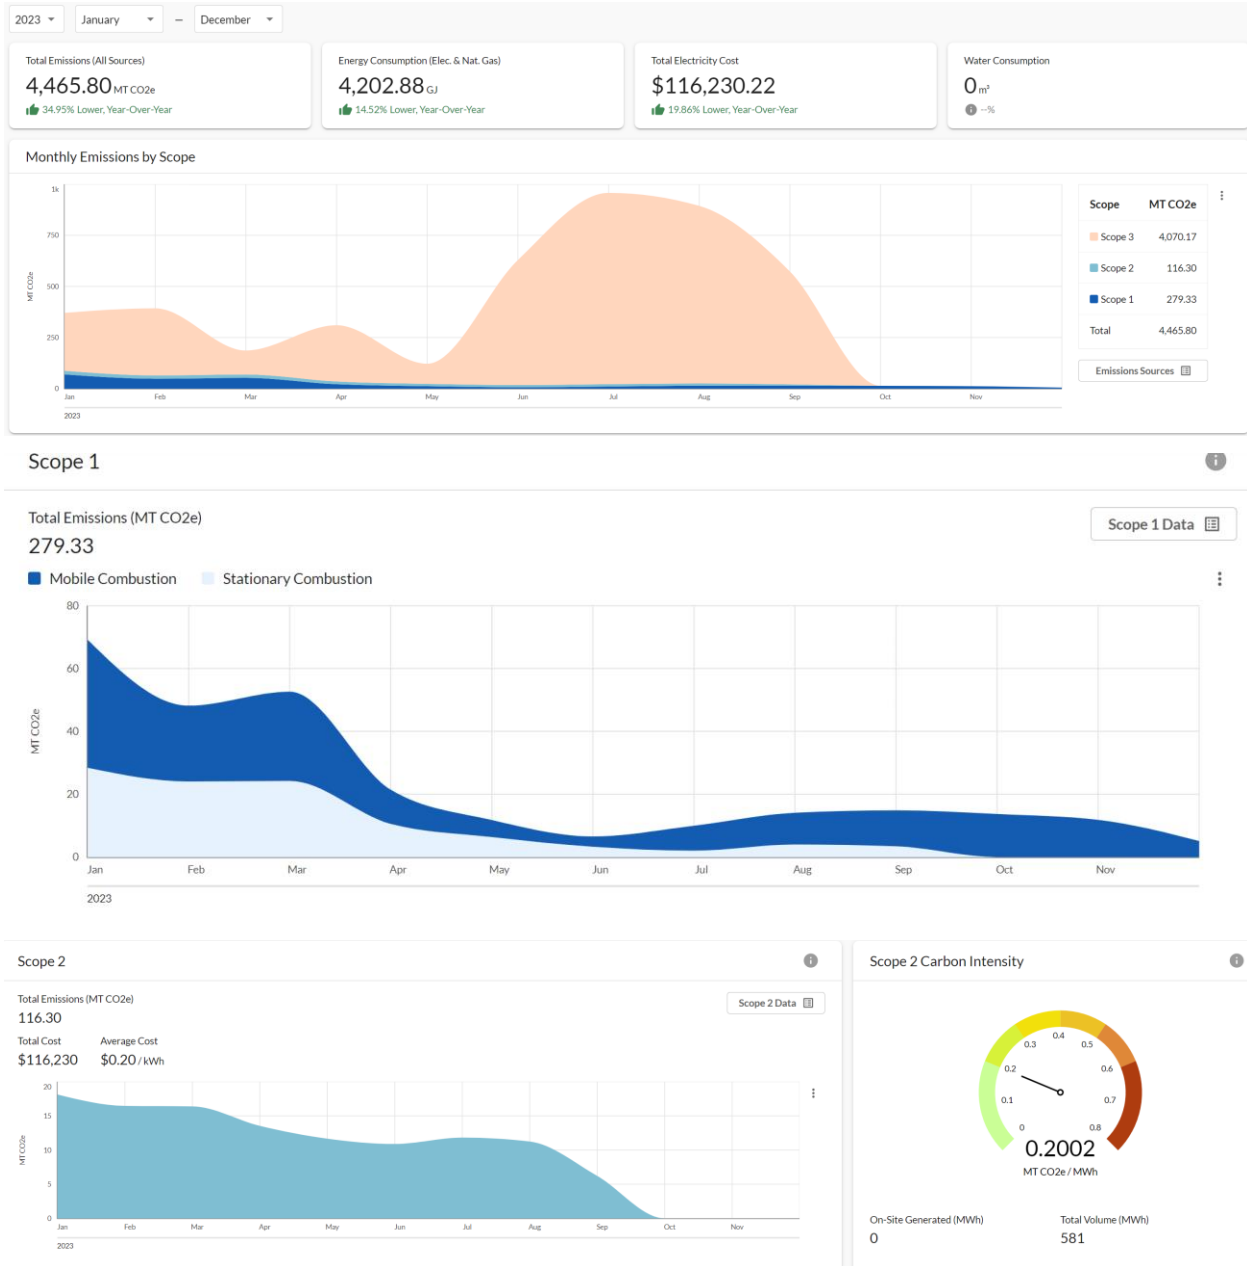 2023 January – December
Total Emissions (All Sources)
4,465.80 MT CO2e
34.95% Lower, Year-Over-Year
Energy Consumption (Elec. & Nat. Gas)
4,202.88 GJ
14.52% Lower, Year-Over-Year
Total Electricity Cost
$116,230.22
19.86% Lower, Year-Over-Year
Water Consumption
0 m³
--%
Monthly Emissions by Scope
MT CO2e
1k
750
500
250
0
Jan Feb Mar Apr May Jun Jul Aug Sep Oct Nov
2023
Scope MT CO2e
Scope 3 4,070.17
Scope 2 116.30
Scope 1 279.33
Total 4,465.80
Emissions Sources
Scope 1
Total Emissions (MT CO2e)
279.33
Scope 1 Data
Mobile Combustion Stationary Combustion
MT CO2e
80
60
40
20
0
Jan Feb Mar Apr May Jun Jul Aug Sep Oct Nov
2023
Scope 2
Total Emissions (MT CO2e)
116.30
Scope 2 Data
Total Cost Average Cost
$116,230 $0.20 / kWh
MT CO2e
20
15
10
5
0
Jan Feb Mar Apr May Jun Jul Aug Sep Oct Nov
2023
Scope 2 Carbon Intensity
0
0.1
0.2
0.3
0.4
0.5
0.6
0.7
0.8
0.2002
MT CO2e / MWh
On-Site Generated (MWh) Total Volume (MWh)
0 581